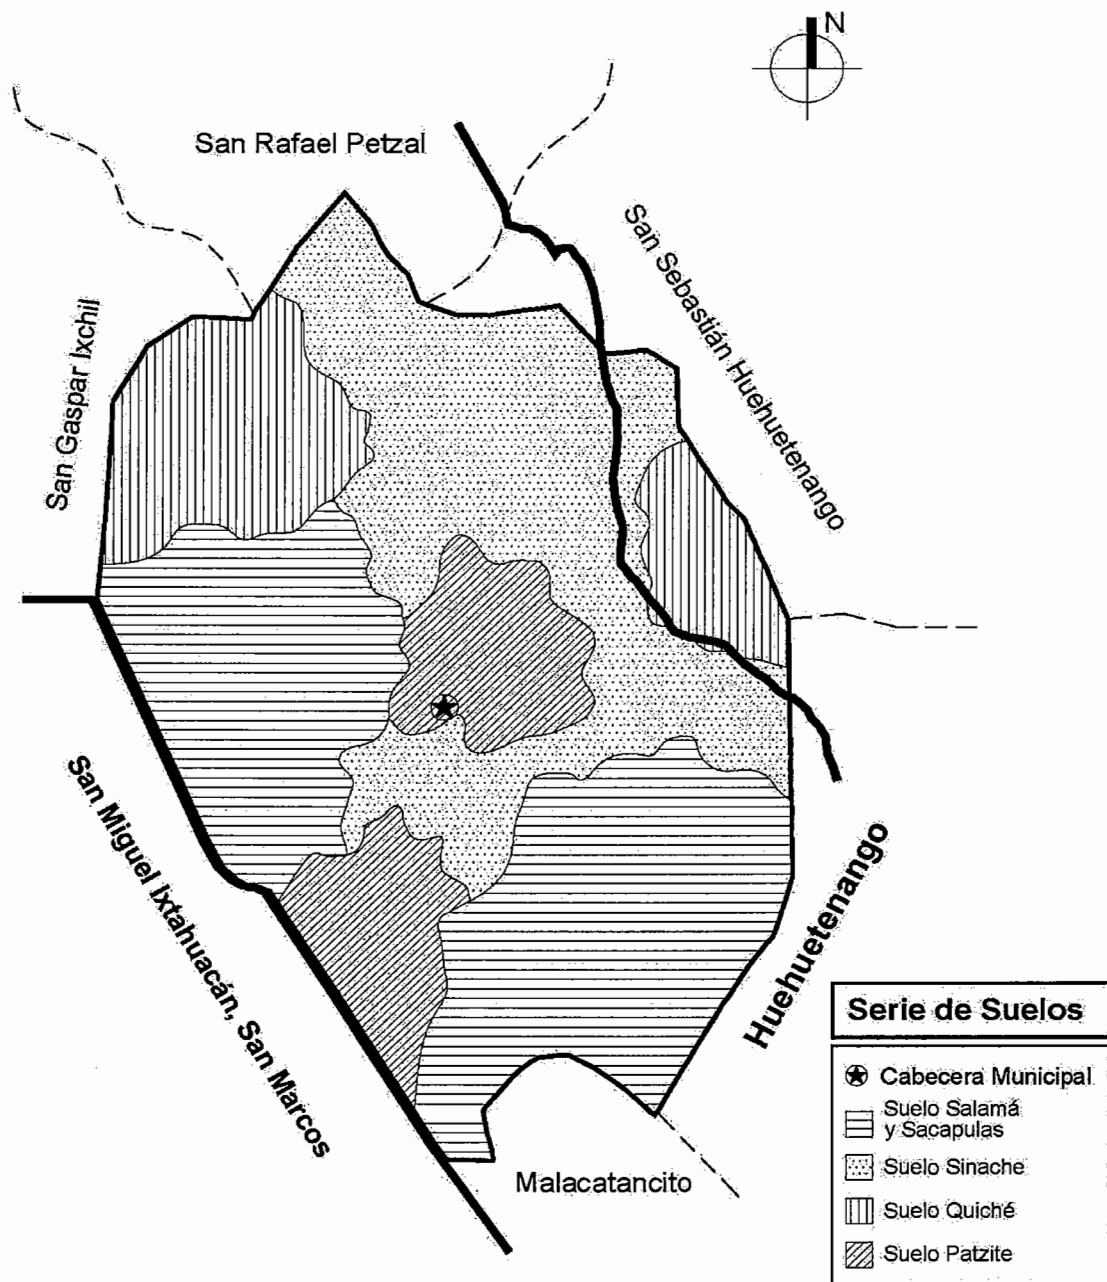 N
San Rafael Petzal
San Sebastián Huehuetenango
San Gaspar Ixchil
San Miguel Ixtahuacán, San Marcos
Huehuetenango
Malacatancito
Serie de Suelos
Cabecera Municipal
Suelo Salamá
y Sacapulas
Suelo Sinache
Suelo Quiché
Suelo Patzite